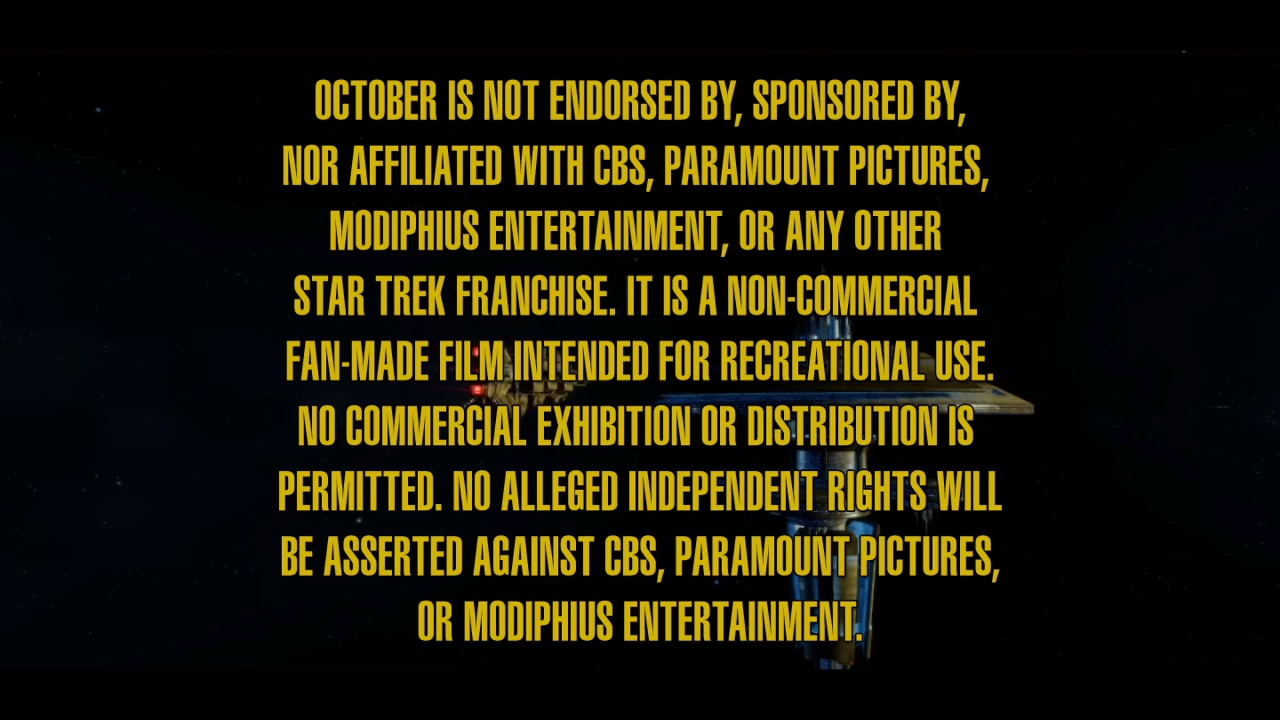 OCTOBER IS NOT ENDORSED BY, SPONSORED BY,
NOR AFFILIATED WITH CBS, PARAMOUNT PICTURES,
MODIPHIUS ENTERTAINMENT, OR ANY OTHER
STAR TREK FRANCHISE. IT IS A NON-COMMERCIAL
FAN-MADE FILM INTENDED FOR RECREATIONAL USE.
NO COMMERCIAL EXHIBITION OR DISTRIBUTION IS
PERMITTED. NO ALLEGED INDEPENDENT RIGHTS WILL
BE ASSERTED AGAINST CBS, PARAMOUNT PICTURES,
OR MODIPHIUS ENTERTAINMENT.